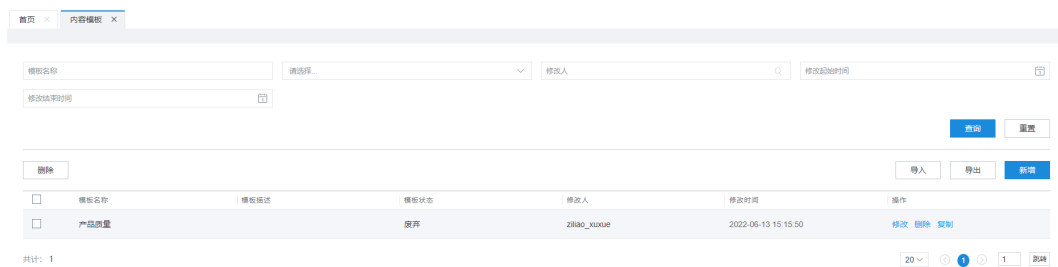 首页
内容模板
模板名称 请选择... 修改人 修改起始时间
修改结束时间
查询 重置
删除 导入 导出 新增
模板名称 模板描述 模板状态 修改人 修改时间 操作
产品质量 废弃 ziliao_xuxue 2022-06-13 15:15:50 修改 删除 复制
共计: 1 20 1 1 跳转